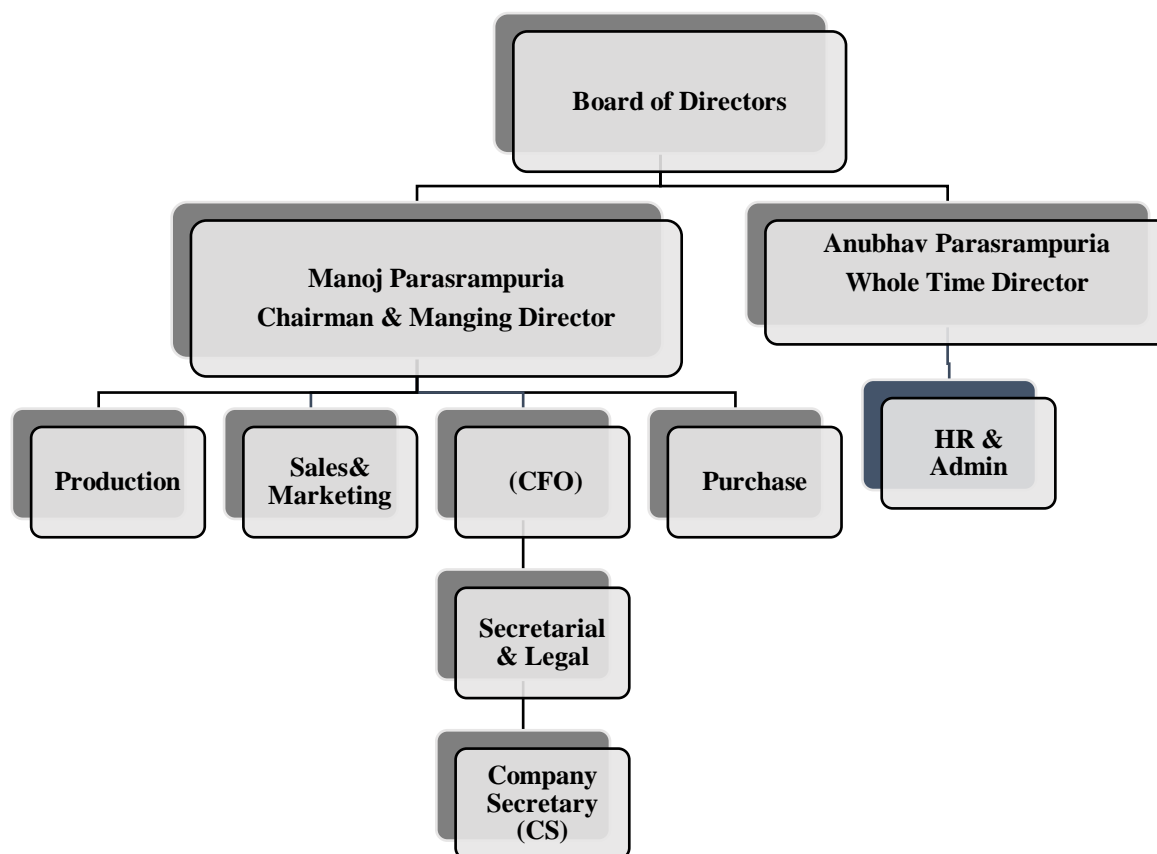 Board of Directors
Manoj Parasrampuria
Chairman & Manging Director
Anubhav Parasrampuria
Whole Time Director
Production
Sales&
Marketing
(CFO)
Purchase
HR &
Admin
Secretarial
& Legal
Company
Secretary
(CS)